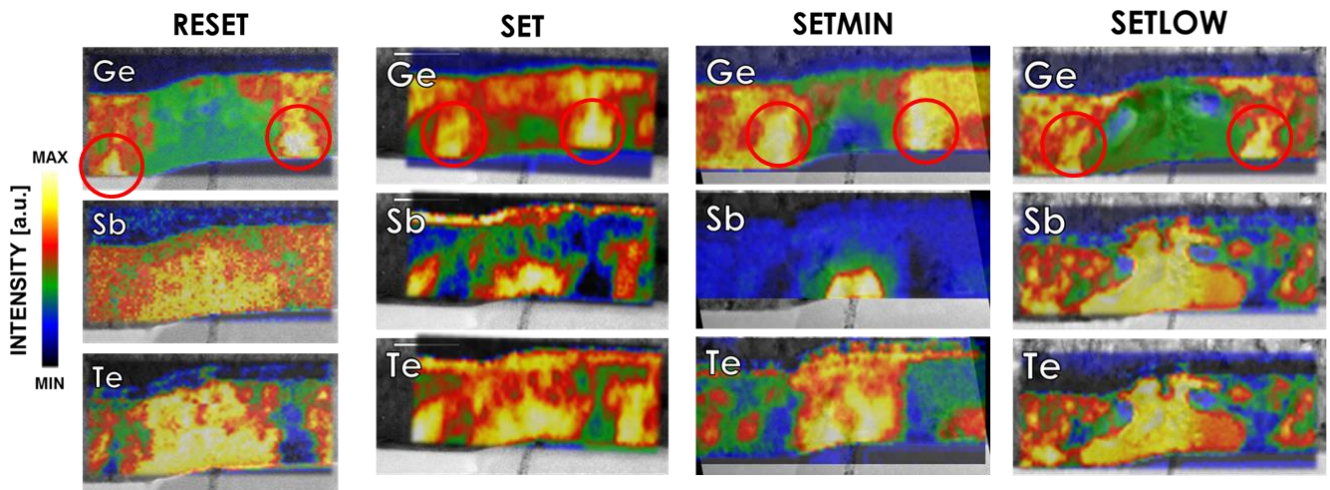 RESET SET SETMIN SETLOW
Ge Ge Ge Ge
MAX
INTENSITY [a.u.]
MIN
Sb Sb Sb Sb
Te Te Te Te